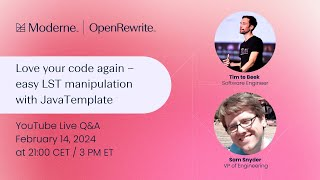 Moderne. | OpenRewrite.
Love your code again –
easy LST manipulation
with JavaTemplate
YouTube Live Q&A
February 14, 2024
at 21:00 CET / 3 PM ET
Tim te Beek
Software Engineer
Sam Snyder
VP of Engineering